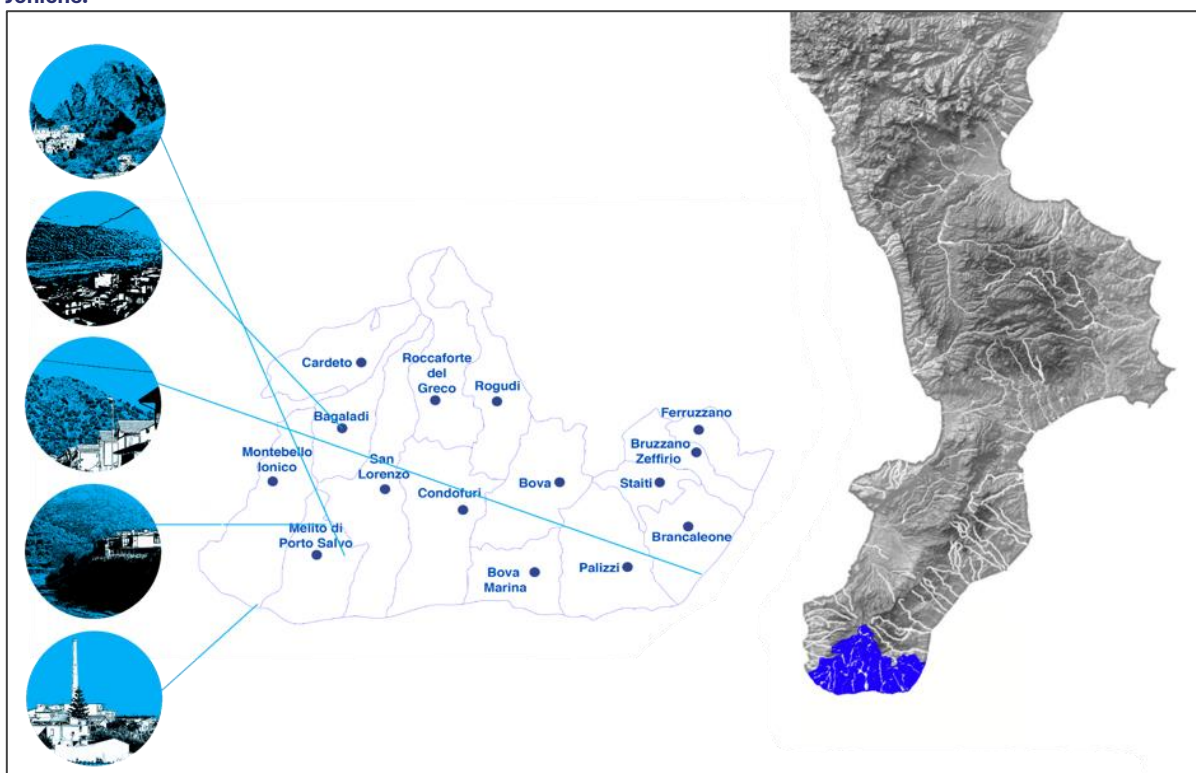 Joniche.
Cardeto
Roccaforte
del
Greco
Rogudi
Ferruzzano
Bagaladi
Bruzzano
Zeffirio
Montebello
Ionico
San
Lorenzo
Condofuri
Bova
Staiti
Melito di
Porto Salvo
Brancaleone
Bova
Marina
Palizzi